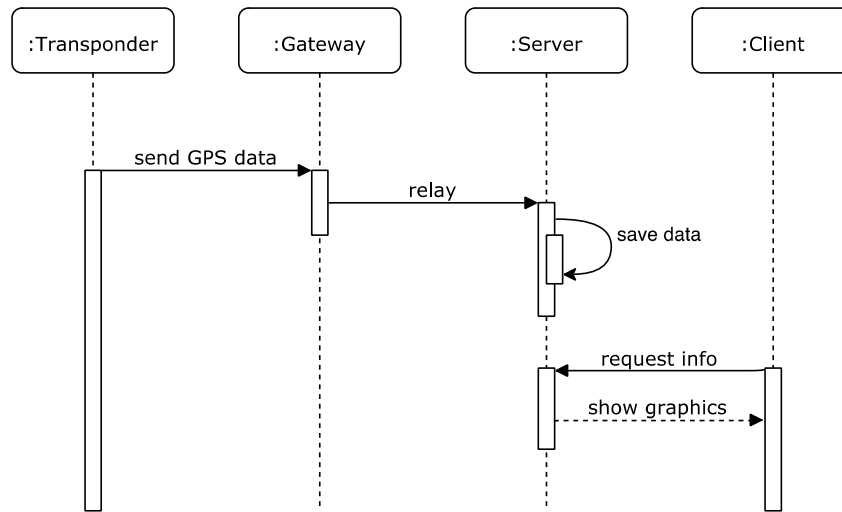 :Transponder
:Gateway
:Server
:Client
send GPS data
relay
save data
request info
show graphics